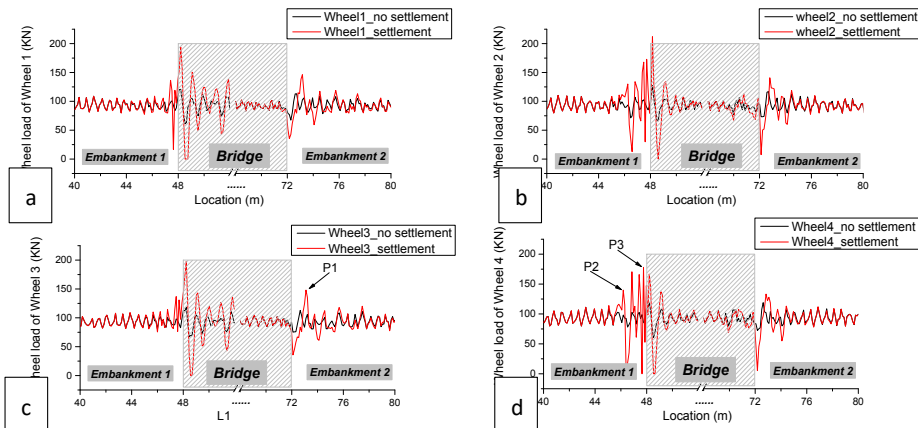 Wheel1_no settlement
Wheel1_settlement
Wheel load of Wheel 1 (KN)
200
150
100
50
0
Embankment 1
Bridge
Embankment 2
40 44 48 ...... 72 76 80
Location (m)
a
wheel2_no settlement
wheel2_settlement
Wheel load of Wheel 2 (KN)
200
150
100
50
0
Embankment 1
Bridge
Embankment 2
40 44 48 ...... 72 76 80
Location (m)
b
Wheel3_no settlement
Wheel3_settlement
Wheel load of Wheel 3 (KN)
200
150
100
50
0
P1
Embankment 1
Bridge
Embankment 2
40 44 48 ...... 72 76 80
L1
c
Wheel4_no settlement
Wheel4_settlement
Wheel load of Wheel 4 (KN)
200
150
100
50
0
P3
P2
Embankment 1
Bridge
Embankment 2
40 44 48 ...... 72 76 80
Location (m)
d